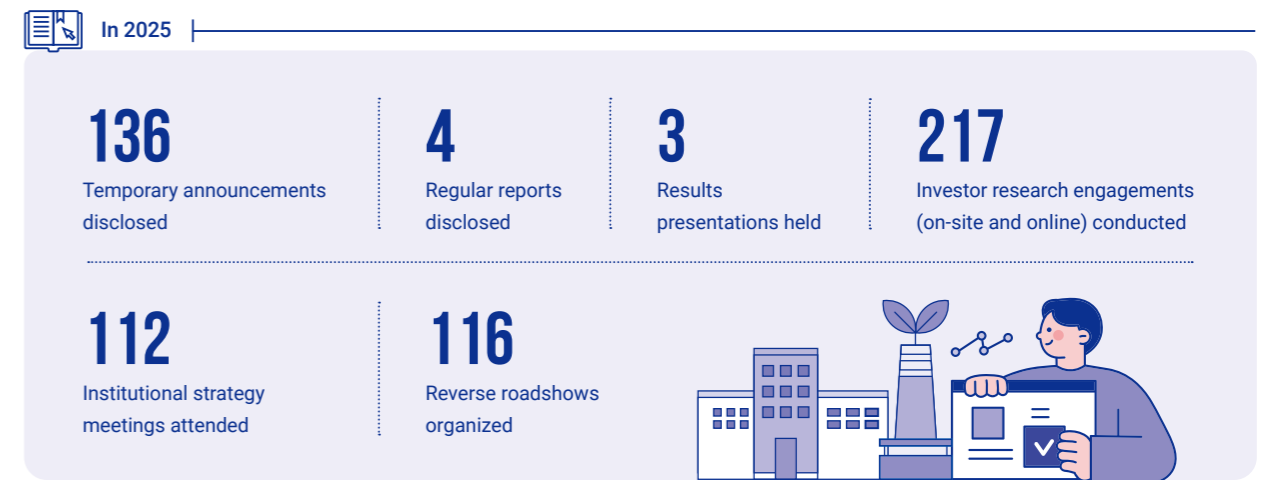 In 2025
136
Temporary announcements
disclosed
4
Regular reports
disclosed
3
Results
presentations held
217
Investor research engagements
(on-site and online) conducted
112
Institutional strategy
meetings attended
116
Reverse roadshows
organized